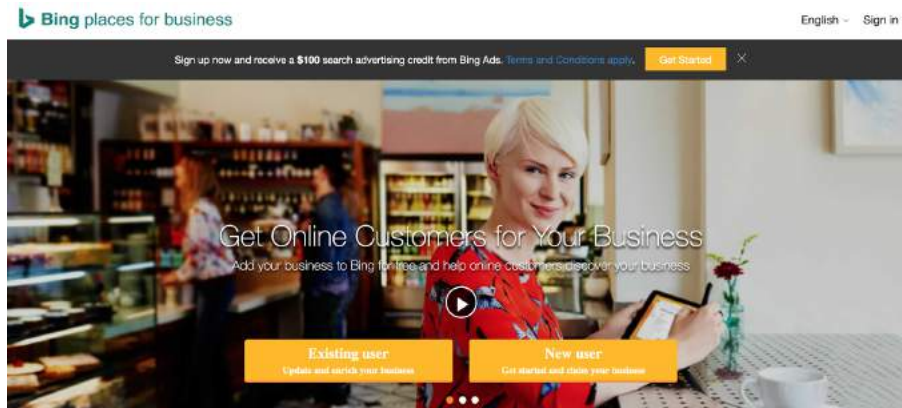 Bing places for business
English
Sign in
Sign up now and receive a $100 search advertising credit from Bing Ads. Terms and Conditions apply.
Get Started
Get Online Customers for Your Business
Add your business to Bing for free and help online customers discover your business
Existing user
Update and enrich your business
New user
Get started and claim your business